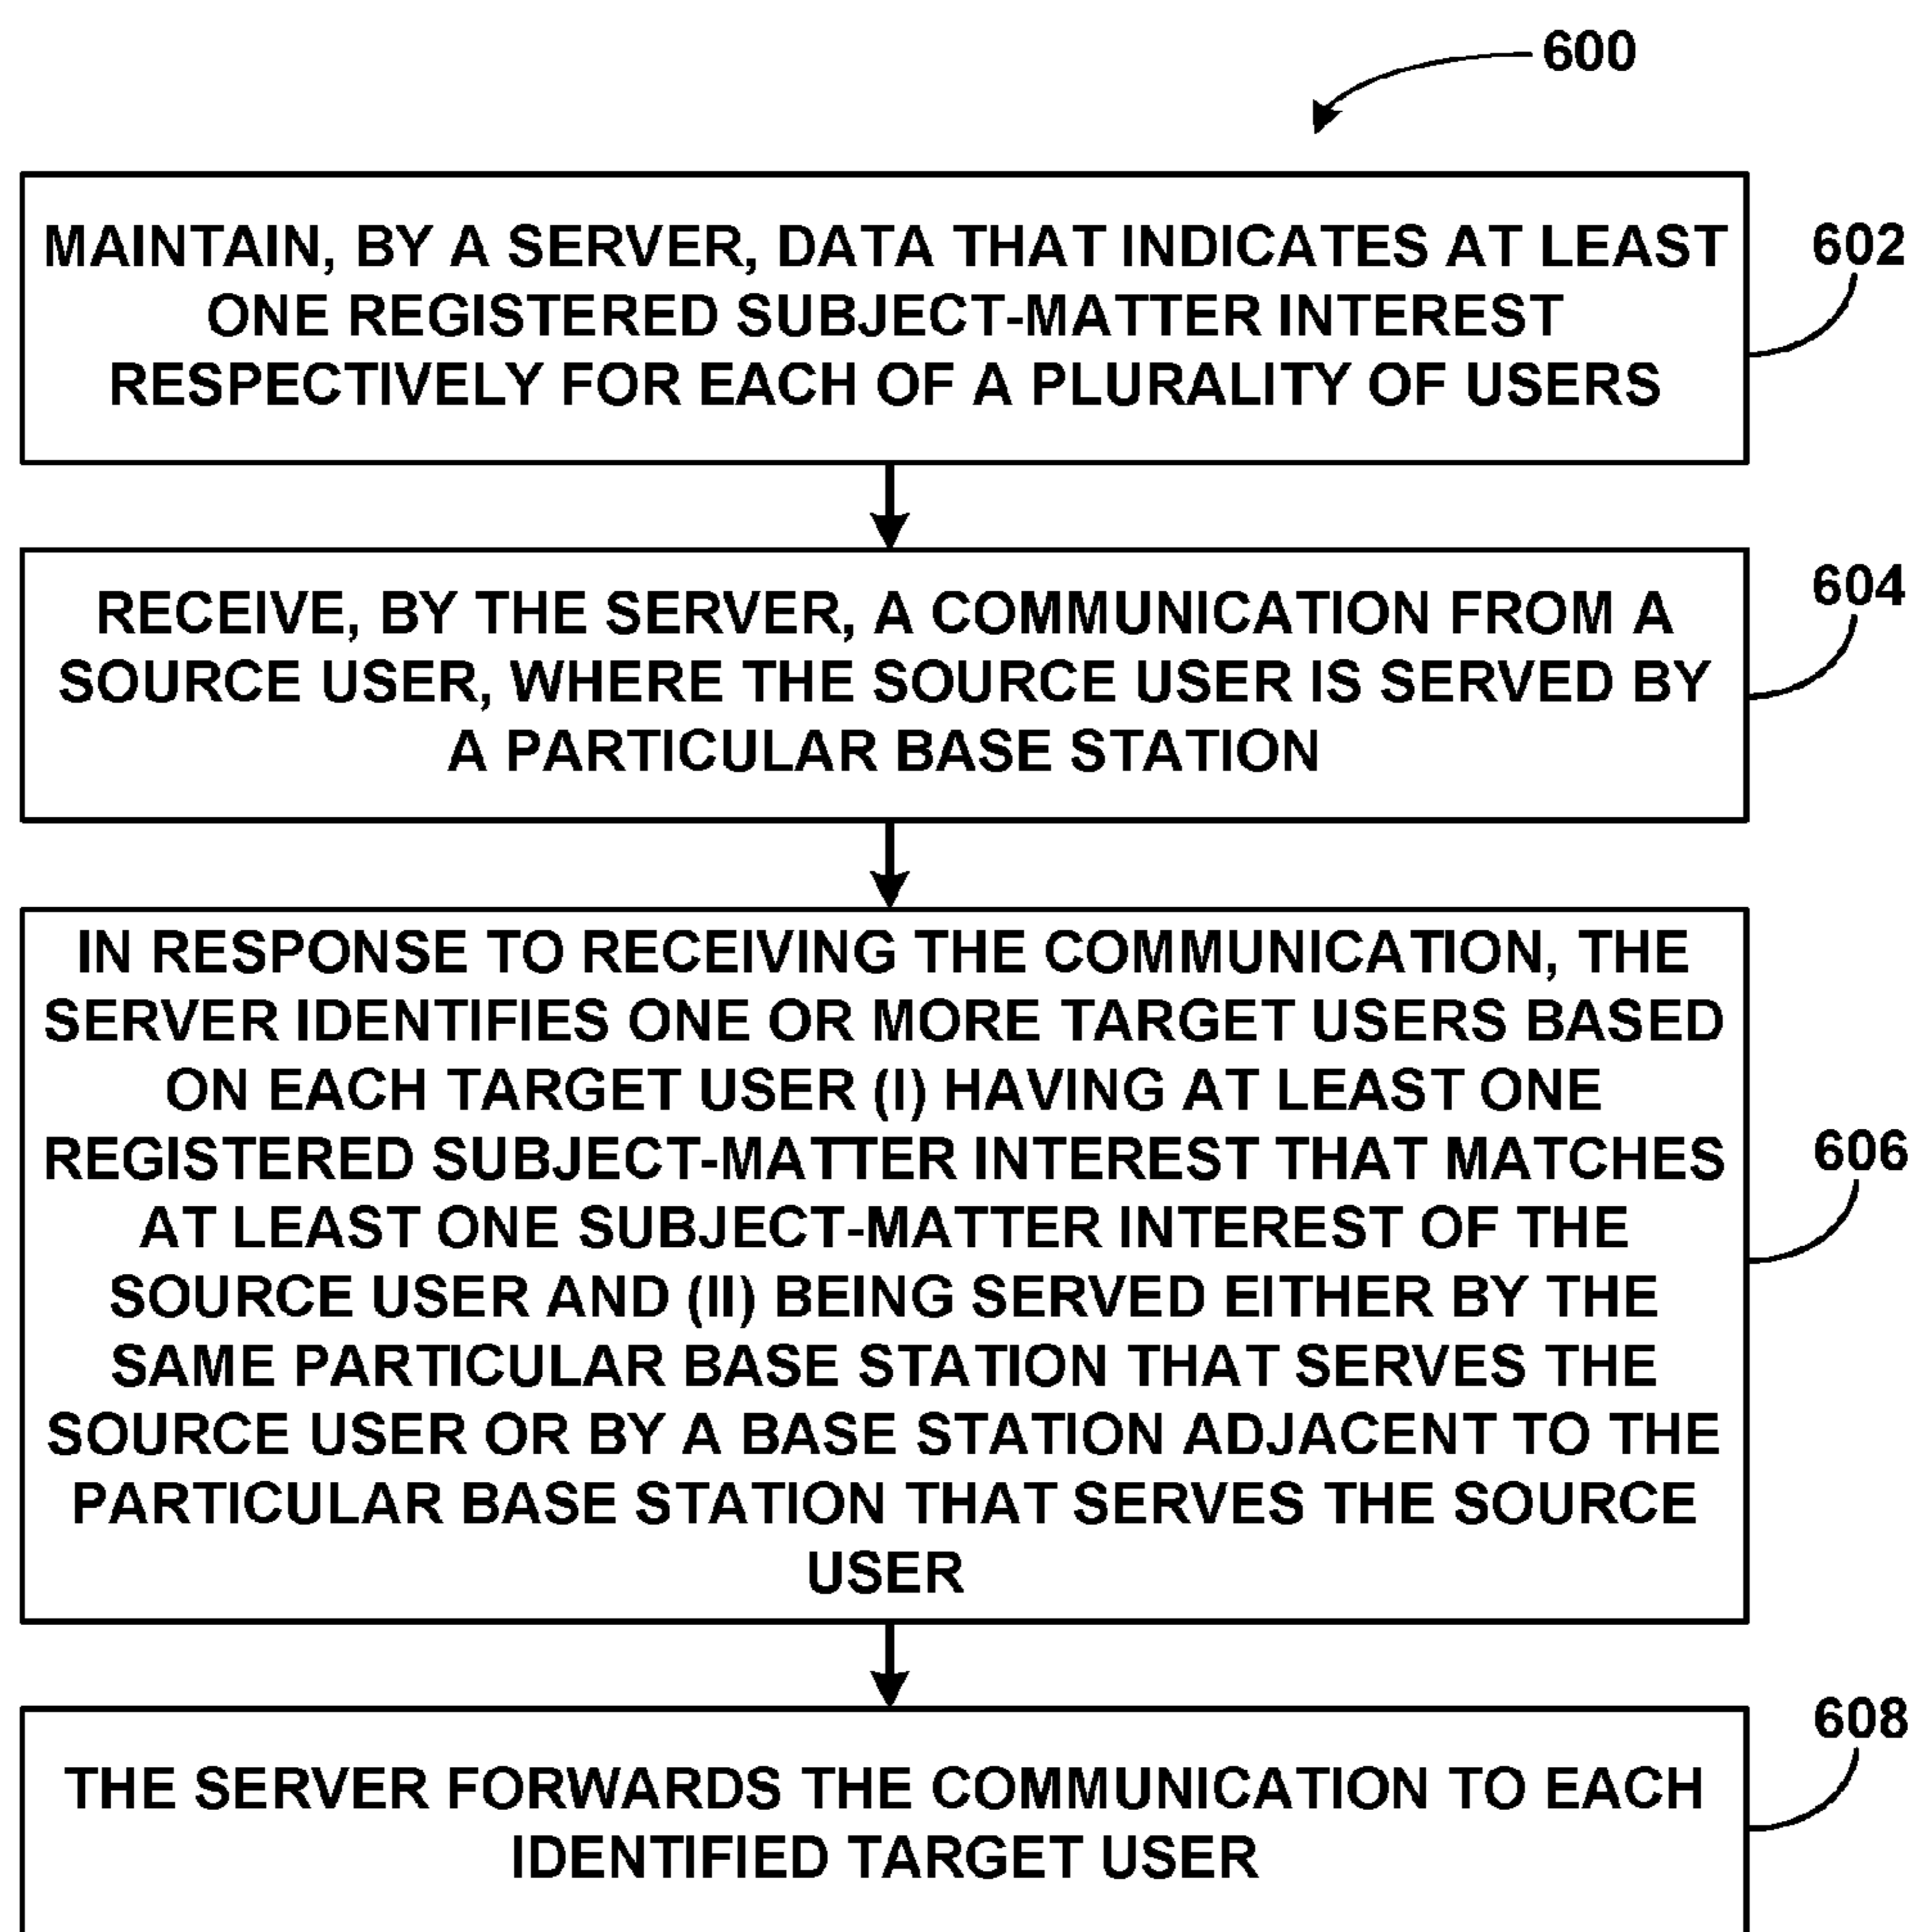 600
MAINTAIN, BY A SERVER, DATA THAT INDICATES AT LEAST
ONE REGISTERED SUBJECT-MATTER INTEREST
RESPECTIVELY FOR EACH OF A PLURALITY OF USERS
602
RECEIVE, BY THE SERVER, A COMMUNICATION FROM A
SOURCE USER, WHERE THE SOURCE USER IS SERVED BY
A PARTICULAR BASE STATION
604
IN RESPONSE TO RECEIVING THE COMMUNICATION, THE
SERVER IDENTIFIES ONE OR MORE TARGET USERS BASED
ON EACH TARGET USER (I) HAVING AT LEAST ONE
REGISTERED SUBJECT-MATTER INTEREST THAT MATCHES
AT LEAST ONE SUBJECT-MATTER INTEREST OF THE
SOURCE USER AND (II) BEING SERVED EITHER BY THE
SAME PARTICULAR BASE STATION THAT SERVES THE
SOURCE USER OR BY A BASE STATION ADJACENT TO THE
PARTICULAR BASE STATION THAT SERVES THE SOURCE
USER
606
THE SERVER FORWARDS THE COMMUNICATION TO EACH
IDENTIFIED TARGET USER
608